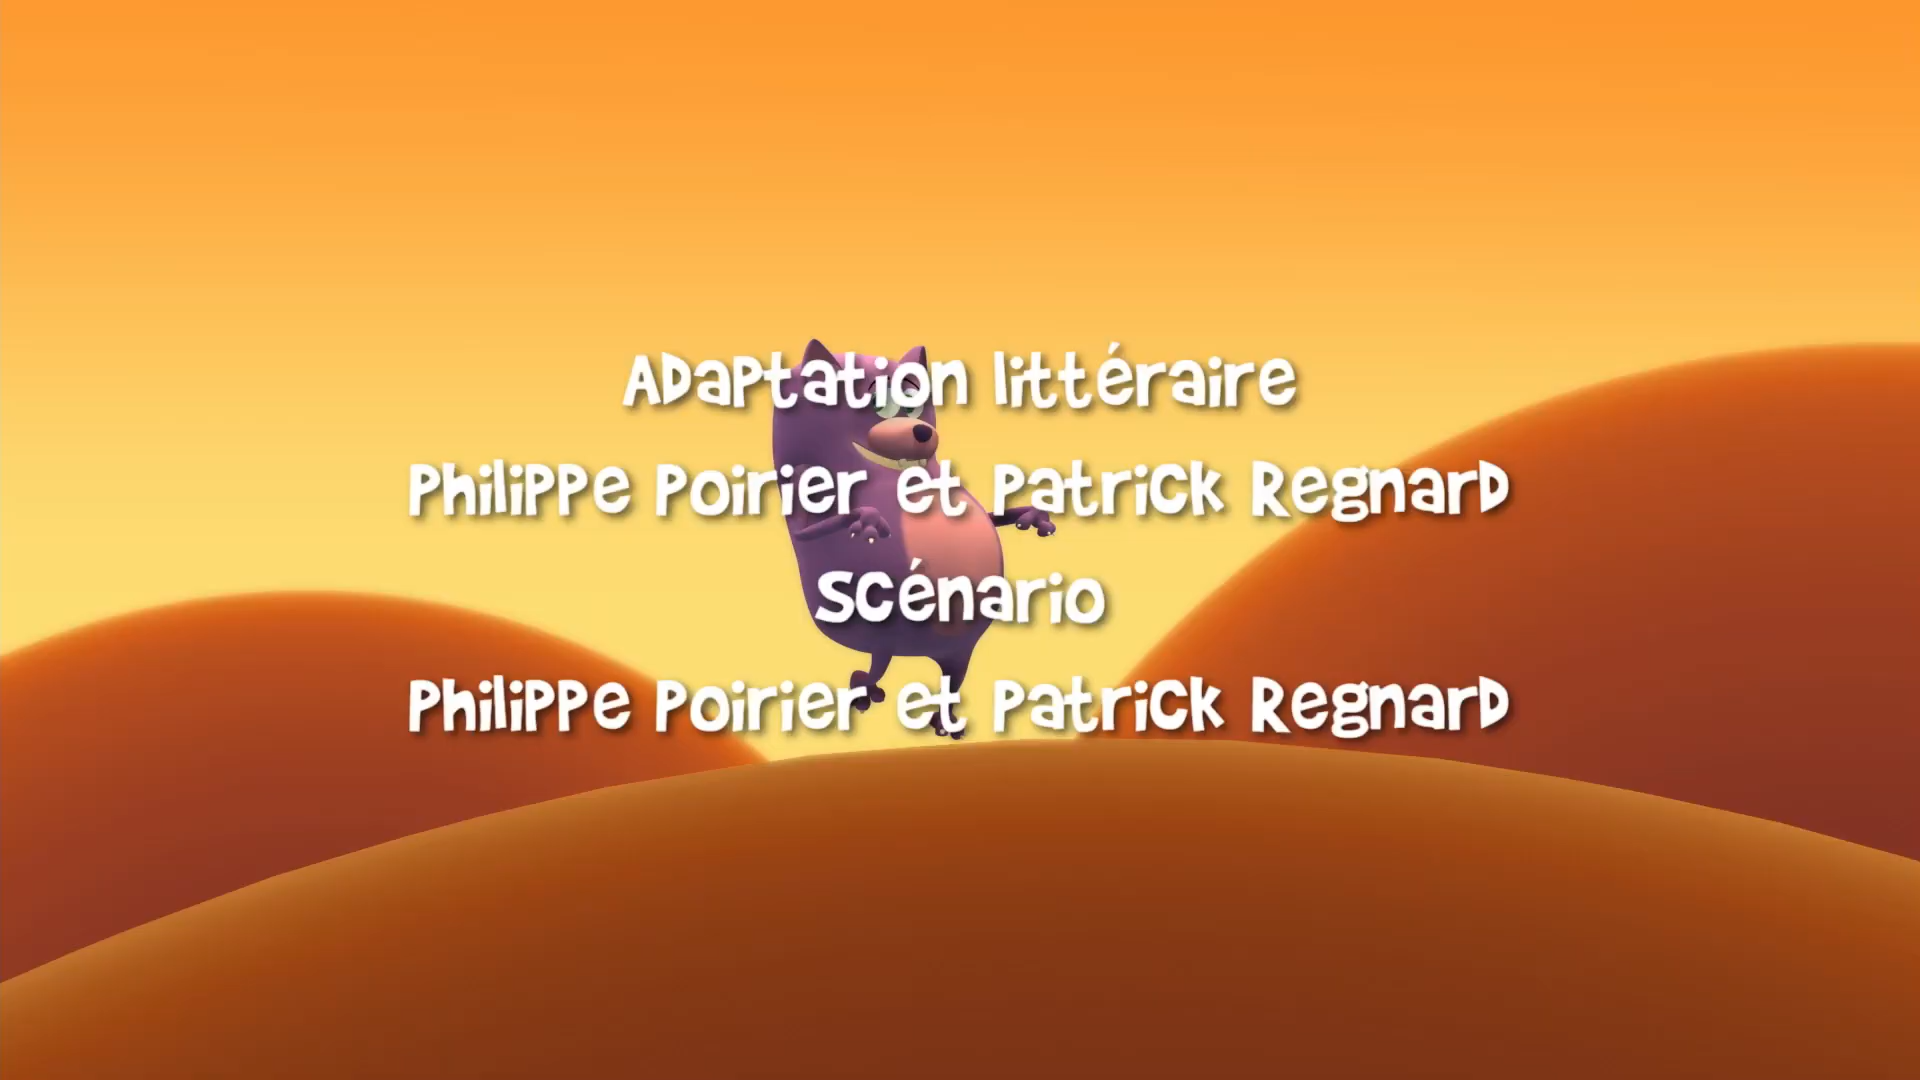 Adaptation littéraire
Philippe Poirier et Patrick Regnard
Scénario
Philippe Poirier et Patrick Regnard